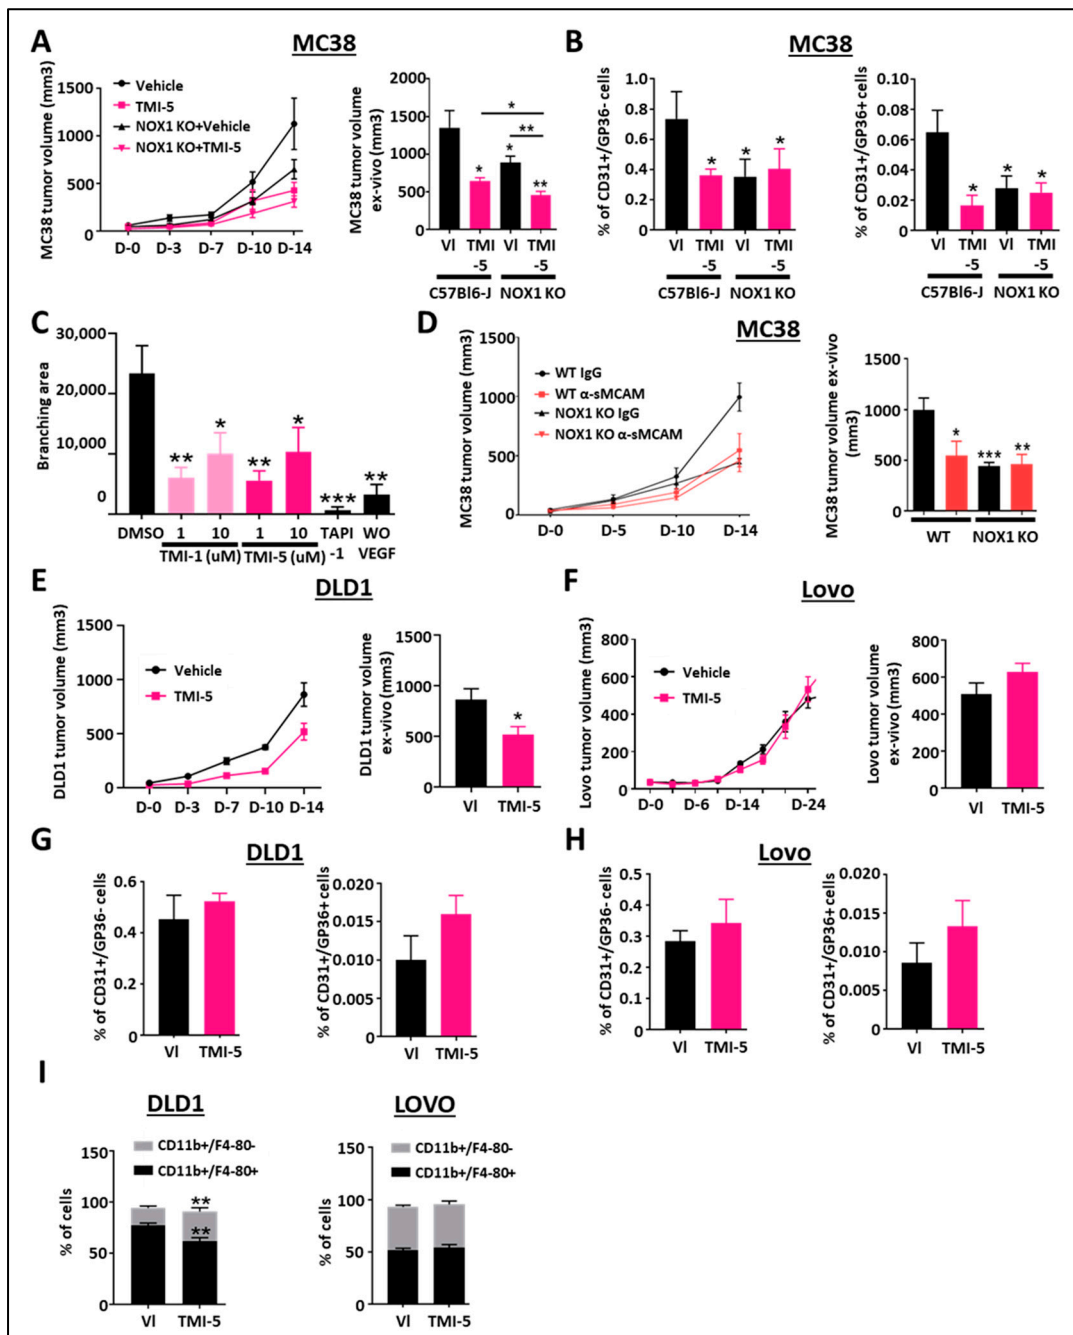 A
MC38
MC38 tumor volume (mm3)
1500
1000
500
0
Vehicle
TMI-5
NOX1 KO+Vehicle
NOX1 KO+TMI-5
D-0 D-3 D-7 D-10 D-14
MC38 tumor volume
ex-vivo (mm3)
2000
1500
1000
500
0
*
**
* * **
Vl TMI Vl TMI
-5 -5
C57Bl6-J NOX1 KO
B
MC38
% of CD31+/GP36- cells
1.0
0.8
0.6
0.4
0.2
0
* * *
Vl TMI Vl TMI
-5 -5
C57Bl6-J NOX1 KO
% of CD31+/GP36+ cells
0.10
0.08
0.06
0.04
0.02
0
* * *
Vl TMI Vl TMI
-5 -5
C57Bl6-J NOX1 KO
C
Branching area
30,000
20,000
10,000
0
** * ** * *** **
DMSO 1 10 1 10 TAPI WO
TMI-1 (uM) TMI-5 (uM) -1 VEGF
D
MC38
MC38 tumor volume (mm3)
1500
1000
500
0
WT IgG
WT α-sMCAM
NOX1 KO IgG
NOX1 KO α-sMCAM
D-0 D-5 D-10 D-14
MC38 tumor volume ex-vivo
(mm3)
1500
1000
500
0
* *** **
WT NOX1 KO
E
DLD1
DLD1 tumor volume (mm3)
1500
1000
500
0
Vehicle
TMI-5
D-0 D-3 D-7 D-10 D-14
DLD1 tumor volume
ex-vivo (mm3)
1500
1000
500
0
*
Vl TMI-5
F
Lovo
Lovo tumor volume (mm3)
800
600
400
200
0
Vehicle
TMI-5
D-0 D-6 D-14 D-24
Lovo tumor volume
ex-vivo (mm3)
800
600
400
200
0
Vl TMI-5
G
DLD1
% of CD31+/GP36- cells
0.6
0.4
0.2
0
Vl TMI-5
% of CD31+/GP36+ cells
0.020
0.015
0.010
0.005
0
Vl TMI-5
H
Lovo
% of CD31+/GP36- cells
0.5
0.4
0.3
0.2
0.1
0
Vl TMI-5
% of CD31+/GP36+ cells
0.020
0.015
0.010
0.005
0
Vl TMI-5
I
DLD1
CD11b+/F4-80-
CD11b+/F4-80+
% of cells
150
100
50
0
**
**
Vl TMI-5
LOVO
CD11b+/F4-80-
CD11b+/F4-80+
% of cells
150
100
50
0
Vl TMI-5